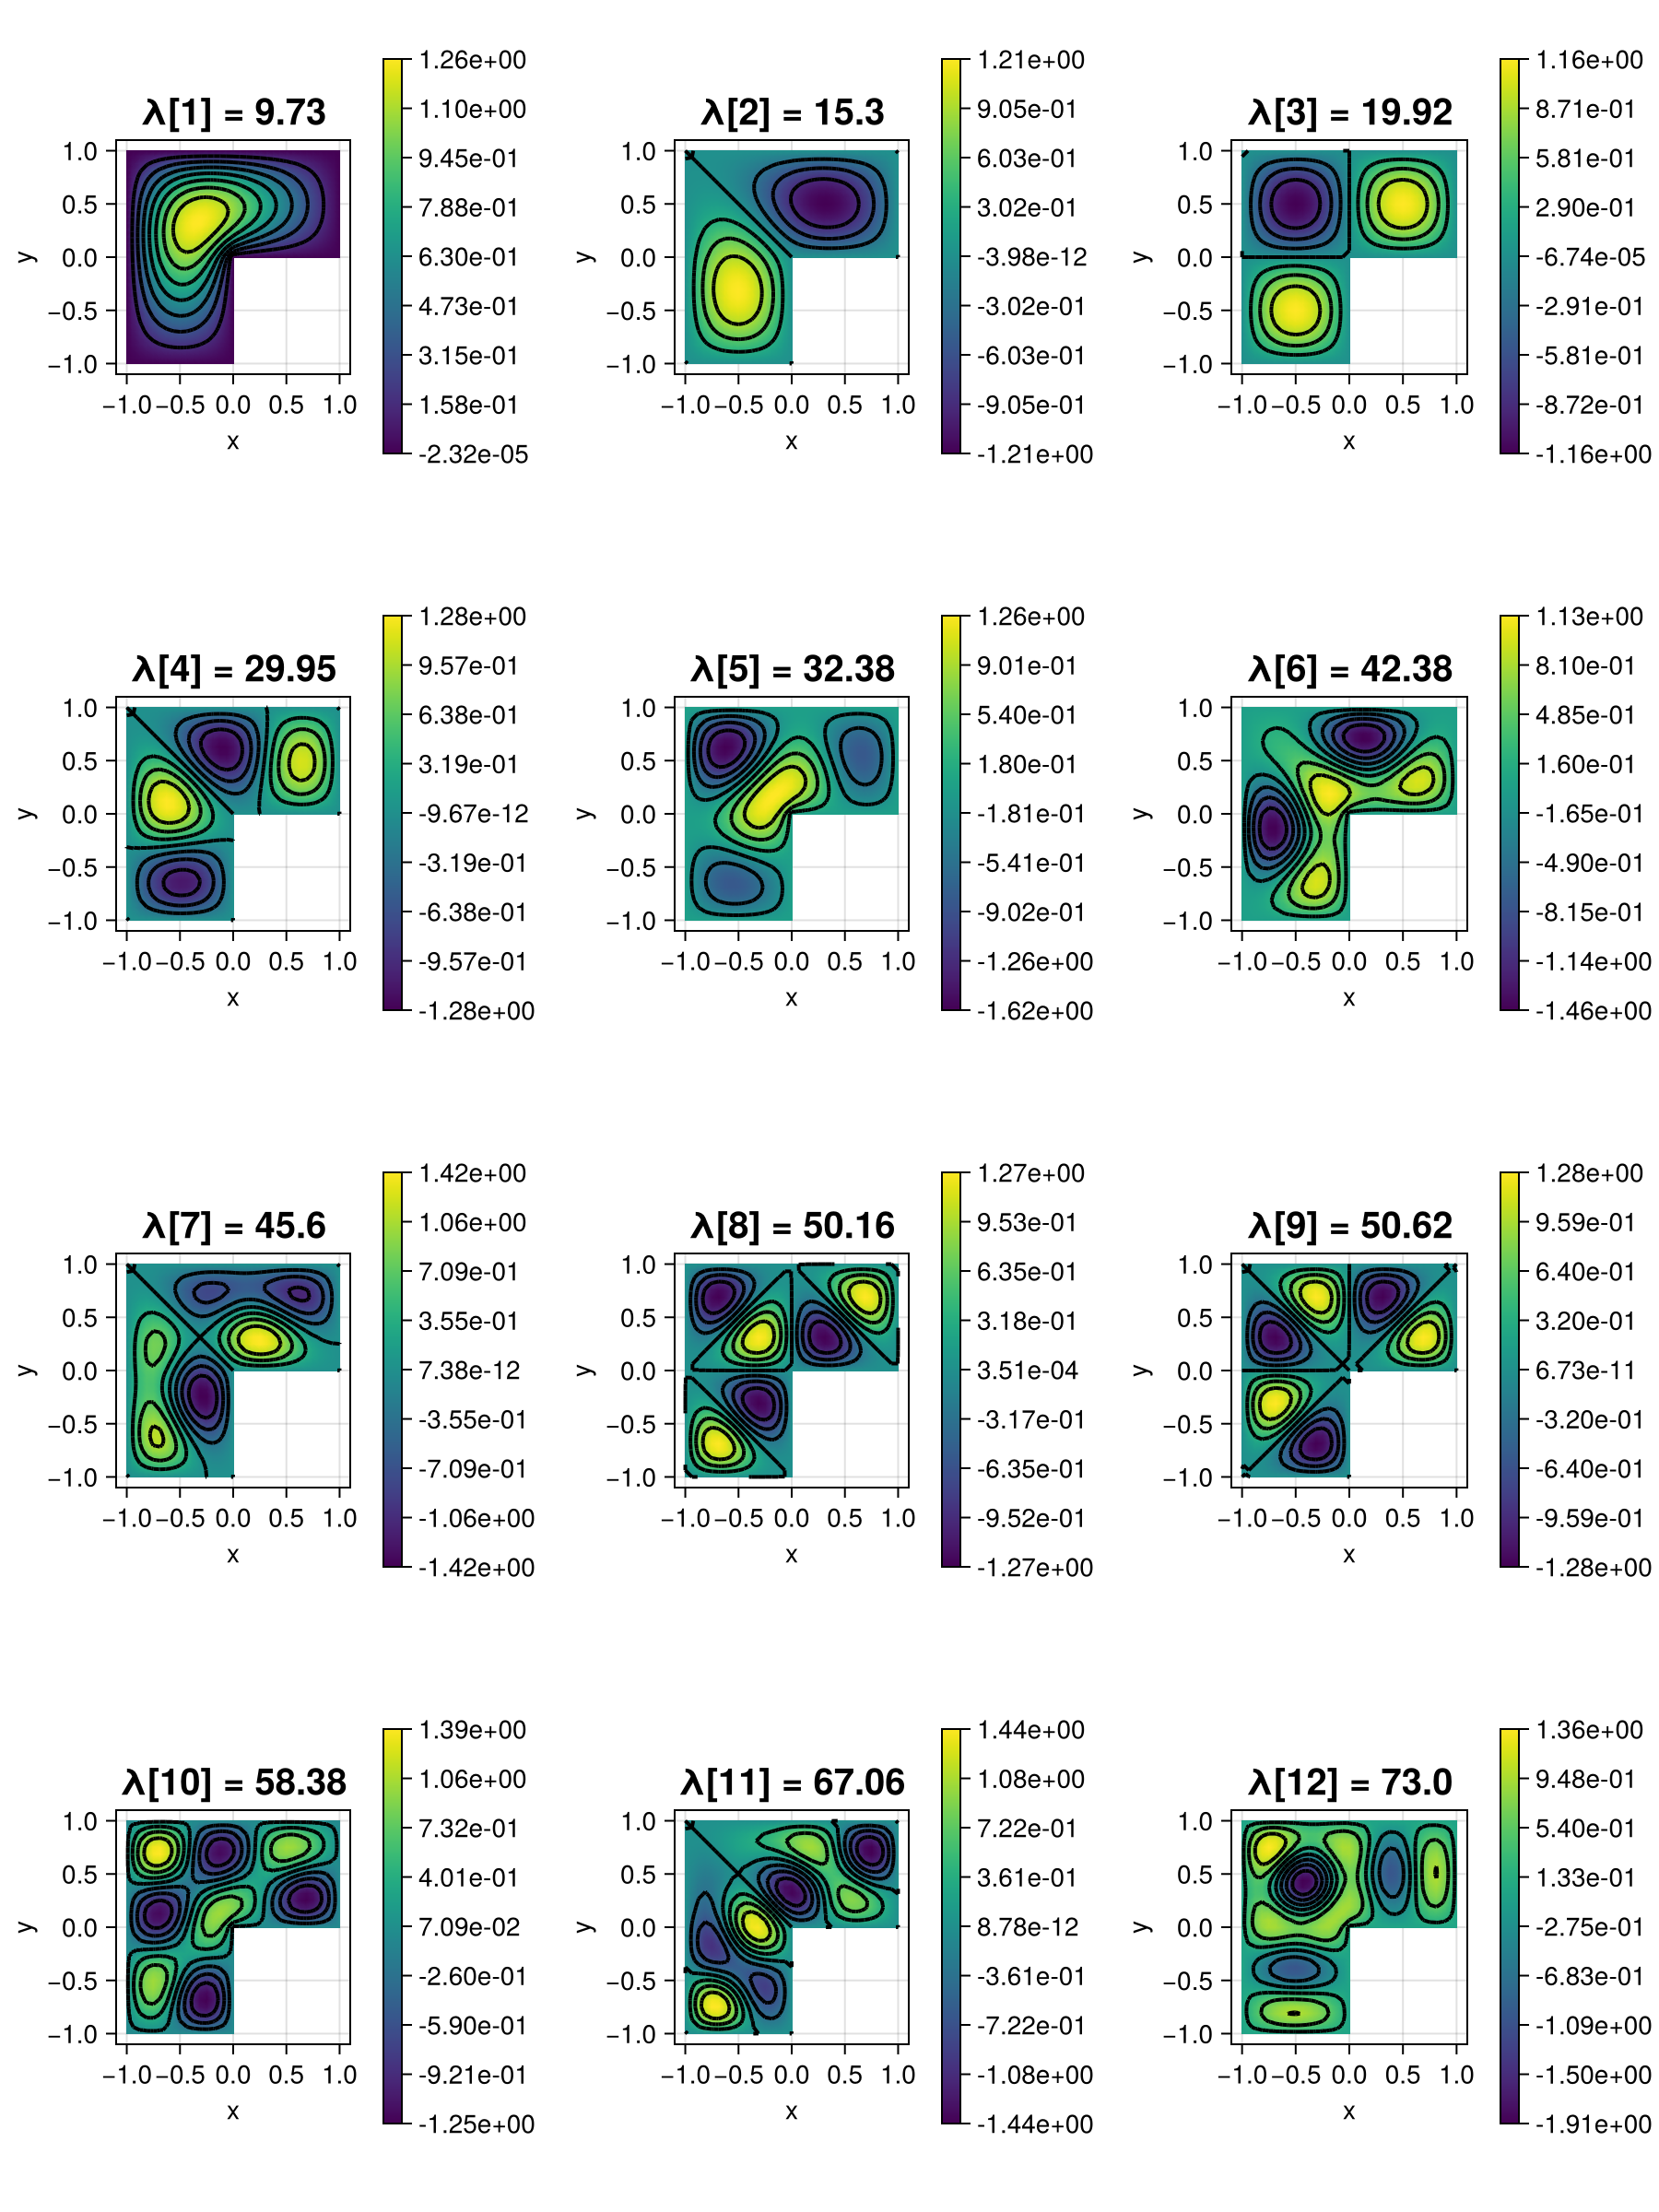 λ[1] = 9.73
1.0
0.5
0.0
−0.5
−1.0
y
−1.0 −0.5 0.0 0.5 1.0
x
1.26e+00
1.10e+00
9.45e-01
7.88e-01
6.30e-01
4.73e-01
3.15e-01
1.58e-01
-2.32e-05
λ[2] = 15.3
1.0
0.5
0.0
−0.5
−1.0
y
−1.0 −0.5 0.0 0.5 1.0
x
1.21e+00
9.05e-01
6.03e-01
3.02e-01
-3.98e-12
-3.02e-01
-6.03e-01
-9.05e-01
-1.21e+00
λ[3] = 19.92
1.0
0.5
0.0
−0.5
−1.0
y
−1.0 −0.5 0.0 0.5 1.0
x
1.16e+00
8.71e-01
5.81e-01
2.90e-01
-6.74e-05
-2.91e-01
-5.81e-01
-8.72e-01
-1.16e+00
λ[4] = 29.95
1.0
0.5
0.0
−0.5
−1.0
y
−1.0 −0.5 0.0 0.5 1.0
x
1.28e+00
9.57e-01
6.38e-01
3.19e-01
-9.67e-12
-3.19e-01
-6.38e-01
-9.57e-01
-1.28e+00
λ[5] = 32.38
1.0
0.5
0.0
−0.5
−1.0
y
−1.0 −0.5 0.0 0.5 1.0
x
1.26e+00
9.01e-01
5.40e-01
1.80e-01
-1.81e-01
-5.41e-01
-9.02e-01
-1.26e+00
-1.62e+00
λ[6] = 42.38
1.0
0.5
0.0
−0.5
−1.0
y
−1.0 −0.5 0.0 0.5 1.0
x
1.13e+00
8.10e-01
4.85e-01
1.60e-01
-1.65e-01
-4.90e-01
-8.15e-01
-1.14e+00
-1.46e+00
λ[7] = 45.6
1.0
0.5
0.0
−0.5
−1.0
y
−1.0 −0.5 0.0 0.5 1.0
x
1.42e+00
1.06e+00
7.09e-01
3.55e-01
7.38e-12
-3.55e-01
-7.09e-01
-1.06e+00
-1.42e+00
λ[8] = 50.16
1.0
0.5
0.0
−0.5
−1.0
y
−1.0 −0.5 0.0 0.5 1.0
x
1.27e+00
9.53e-01
6.35e-01
3.18e-01
3.51e-04
-3.17e-01
-6.35e-01
-9.52e-01
-1.27e+00
λ[9] = 50.62
1.0
0.5
0.0
−0.5
−1.0
y
−1.0 −0.5 0.0 0.5 1.0
x
1.28e+00
9.59e-01
6.40e-01
3.20e-01
6.73e-11
-3.20e-01
-6.40e-01
-9.59e-01
-1.28e+00
λ[10] = 58.38
1.0
0.5
0.0
−0.5
−1.0
y
−1.0 −0.5 0.0 0.5 1.0
x
1.39e+00
1.06e+00
7.32e-01
4.01e-01
7.09e-02
-2.60e-01
-5.90e-01
-9.21e-01
-1.25e+00
λ[11] = 67.06
1.0
0.5
0.0
−0.5
−1.0
y
−1.0 −0.5 0.0 0.5 1.0
x
1.44e+00
1.08e+00
7.22e-01
3.61e-01
8.78e-12
-3.61e-01
-7.22e-01
-1.08e+00
-1.44e+00
λ[12] = 73.0
1.0
0.5
0.0
−0.5
−1.0
y
−1.0 −0.5 0.0 0.5 1.0
x
1.36e+00
9.48e-01
5.40e-01
1.33e-01
-2.75e-01
-6.83e-01
-1.09e+00
-1.50e+00
-1.91e+00